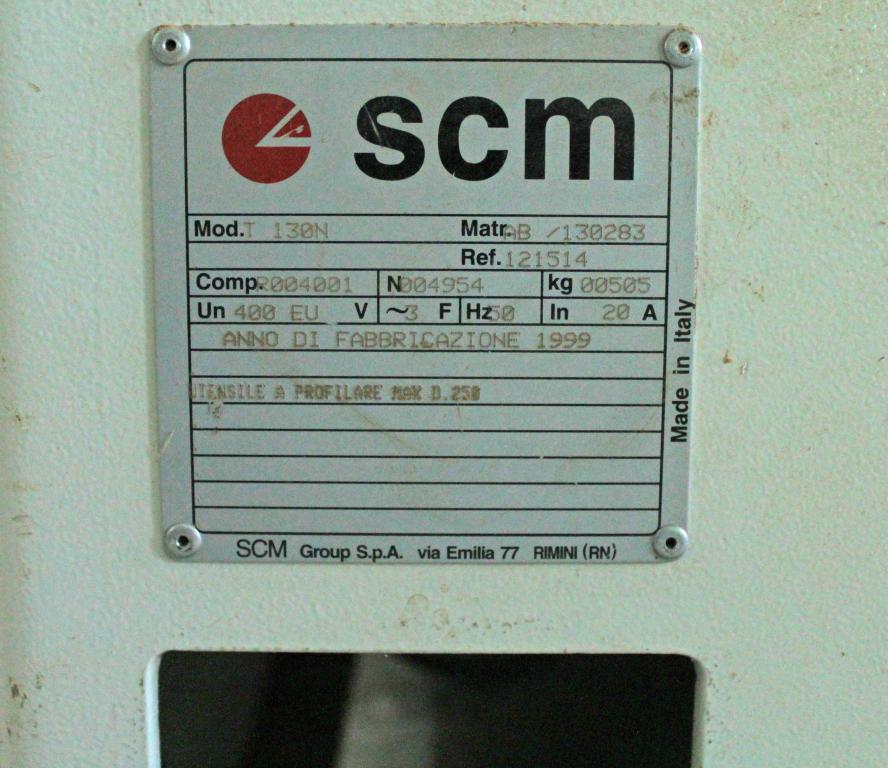 scm
Mod. T 130N Matr. AB /130283
Ref. 121514
Comp. R004001 N 004954 kg 00505
Un 400 EU V ~3 F Hz 50 In 20 A
ANNO DI FABBRICAZIONE 1999
UTENSILE A PROFILARE MAX D.250
Made in Italy
SCM Group S.p.A. via Emilia 77 RIMINI (RN)